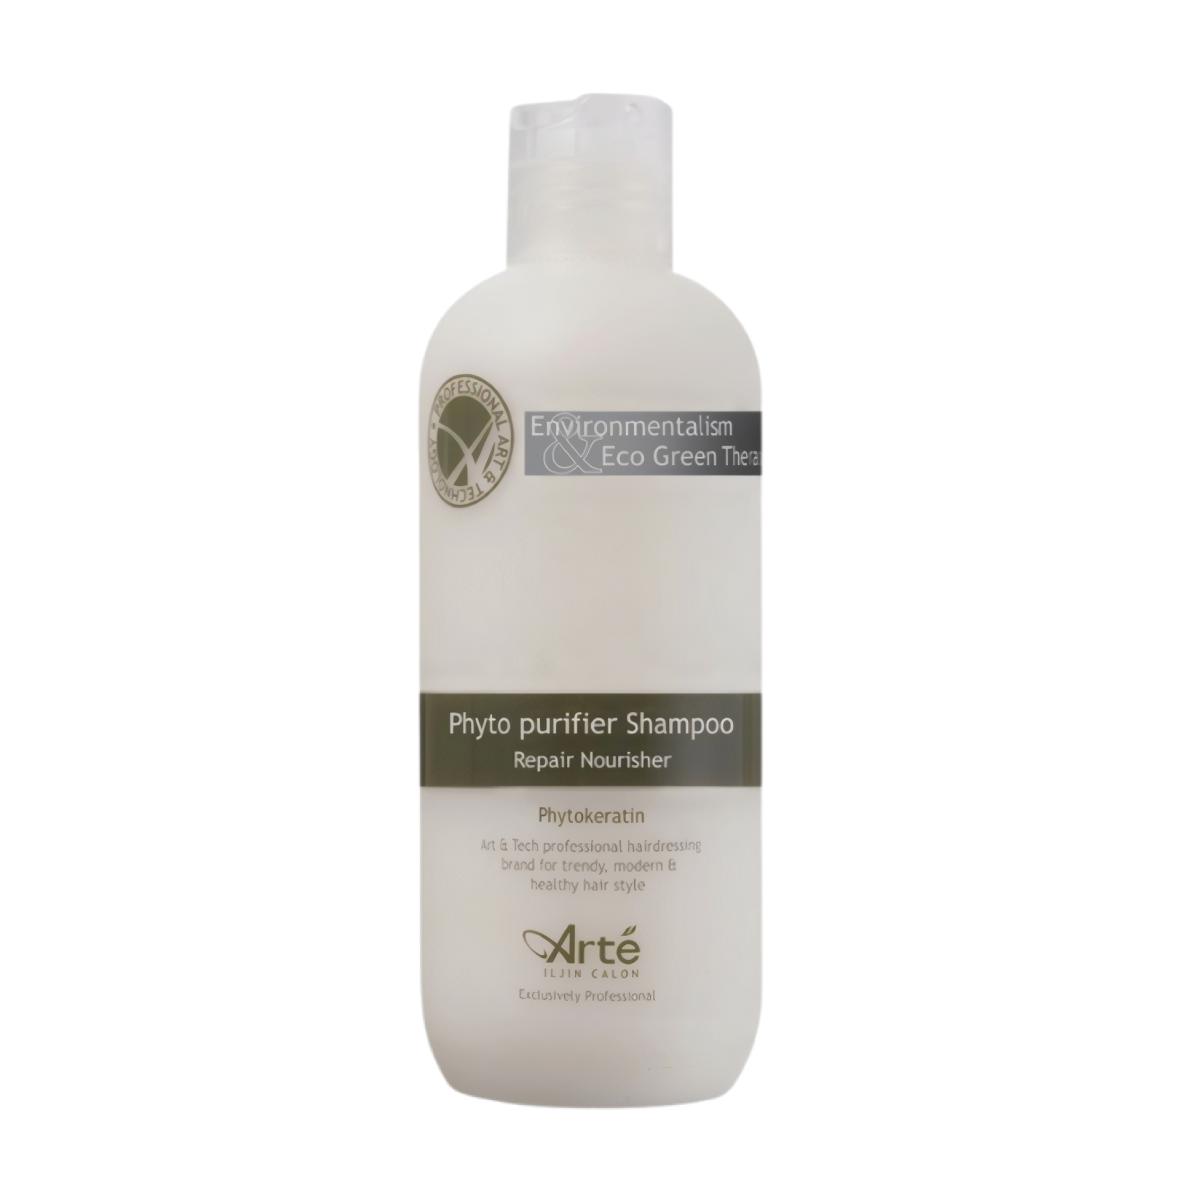 PROFESSIONAL ART & TECHNOLOGY
Environmentalism
& Eco Green
Phyto purifier Shampoo
Repair Nourisher
Phytokeratin
Art & Tech professional hairdressing
brand for trendy, modern &
healthy hair style
Arté
ILJIN CALON
Exclusively Professional